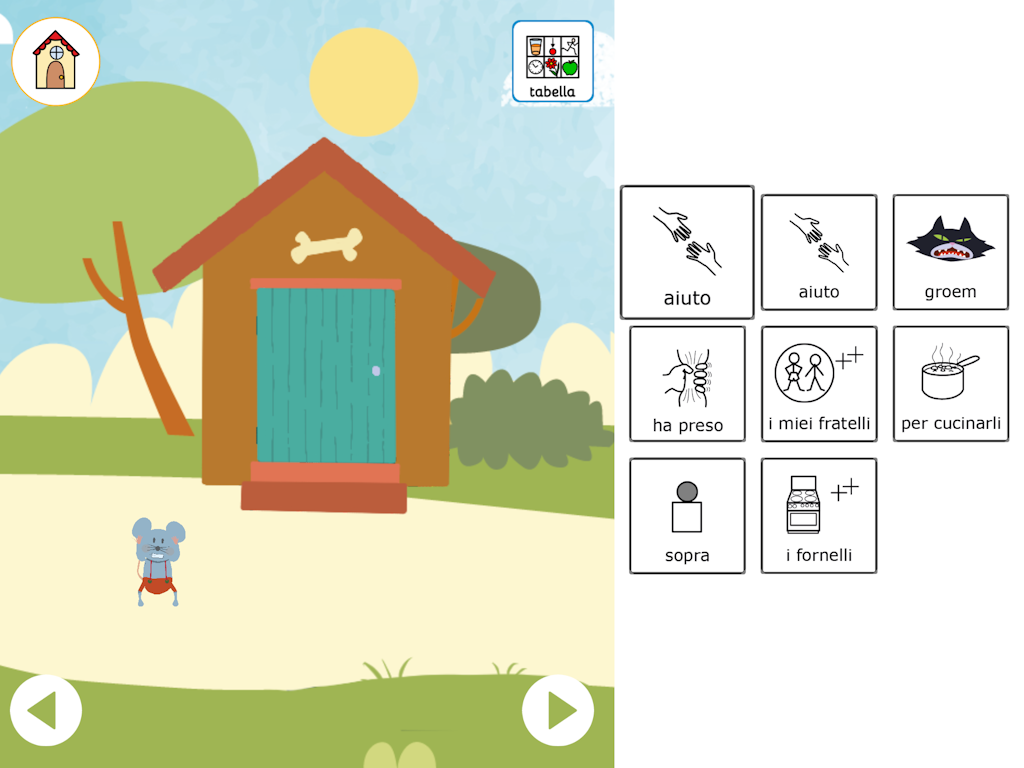 tabella
aiuto
aiuto
groem
ha preso
i miei fratelli
per cucinarli
sopra
i fornelli